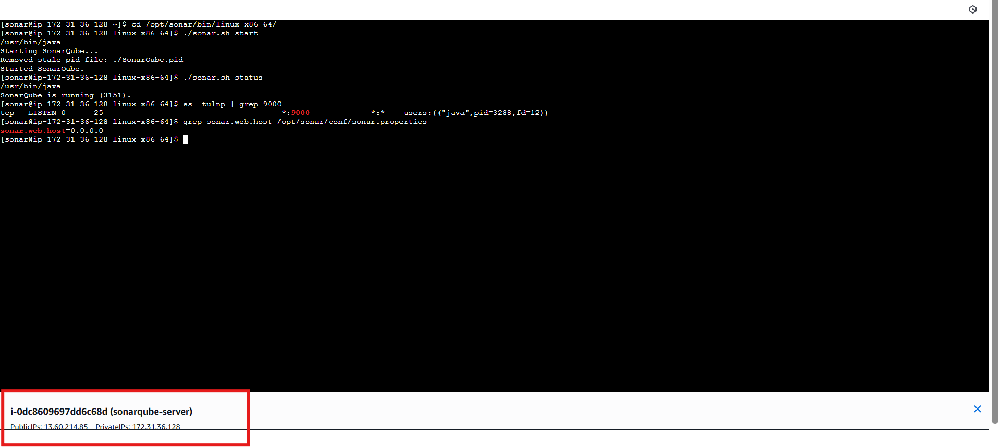 [sonar@ip-172-31-36-128 ~]$ cd /opt/sonar/bin/linux-x86-64/
[sonar@ip-172-31-36-128 linux-x86-64]$ ./sonar.sh start
/usr/bin/java
Starting SonarQube...
Removed stale pid file: ./SonarQube.pid
Started SonarQube.
[sonar@ip-172-31-36-128 linux-x86-64]$ ./sonar.sh status
/usr/bin/java
SonarQube is running (3151).
[sonar@ip-172-31-36-128 linux-x86-64]$ ss -tulnp | grep 9000
tcp   LISTEN 0      25                                      *:9000             *:*    users:(("java",pid=3288,fd=12))
[sonar@ip-172-31-36-128 linux-x86-64]$ grep sonar.web.host /opt/sonar/conf/sonar.properties
sonar.web.host=0.0.0.0
[sonar@ip-172-31-36-128 linux-x86-64]$
i-0dc8609697dd6c68d (sonarqube-server)
PublicIPs: 13.60.214.85    PrivateIPs: 172.31.36.128